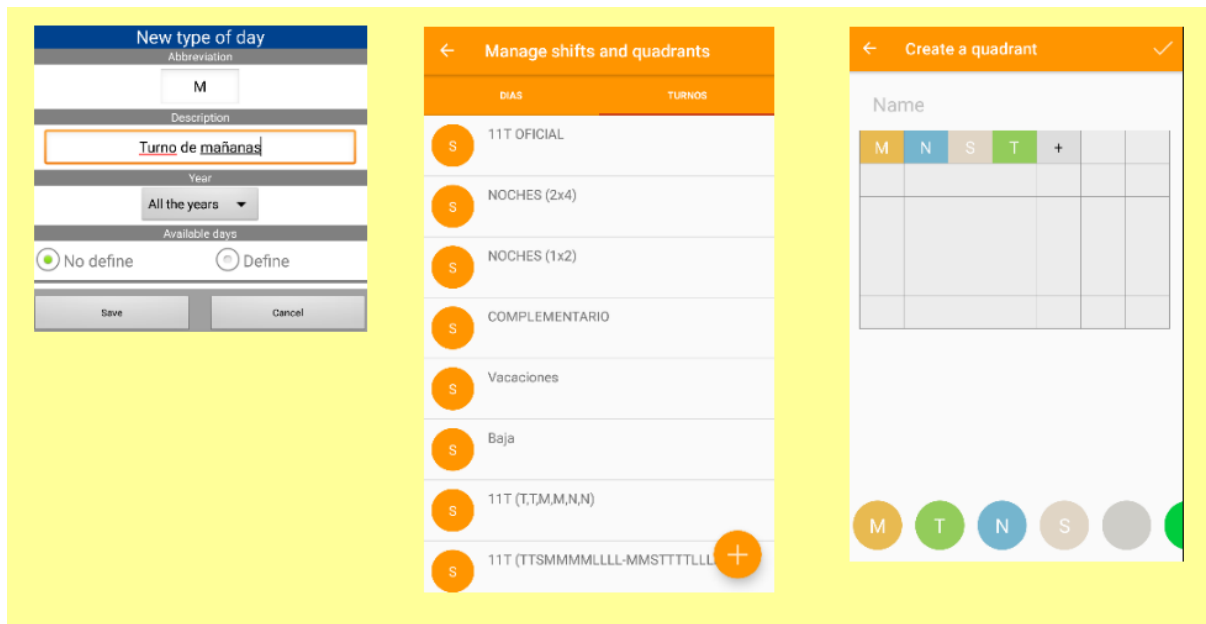 New type of day
Abbreviation
M
Description
Turno de mañanas
Year
All the years
Available days
No define
Define
Save
Cancel
Manage shifts and quadrants
DIAS
TURNOS
S
11T OFICIAL
S
NOCHES (2x4)
S
NOCHES (1x2)
S
COMPLEMENTARIO
S
Vacaciones
S
Baja
S
11T (T,T,M,M,N,N)
S
11T (TTSMMMMLLLL-MMSTTTTLLL
+
Create a quadrant
Name
M N S T +
M T N S